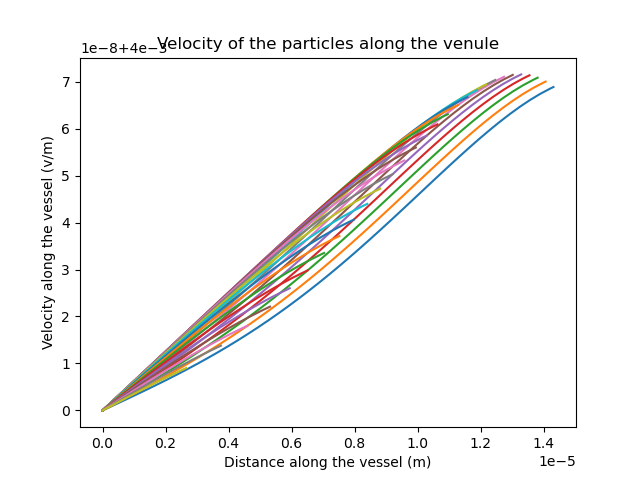 Velocity of the particles along the venule
1e−8+4e−3
7
6
5
4
3
2
1
0
Velocity along the vessel (v/m)
0.0 0.2 0.4 0.6 0.8 1.0 1.2 1.4
1e−5
Distance along the vessel (m)